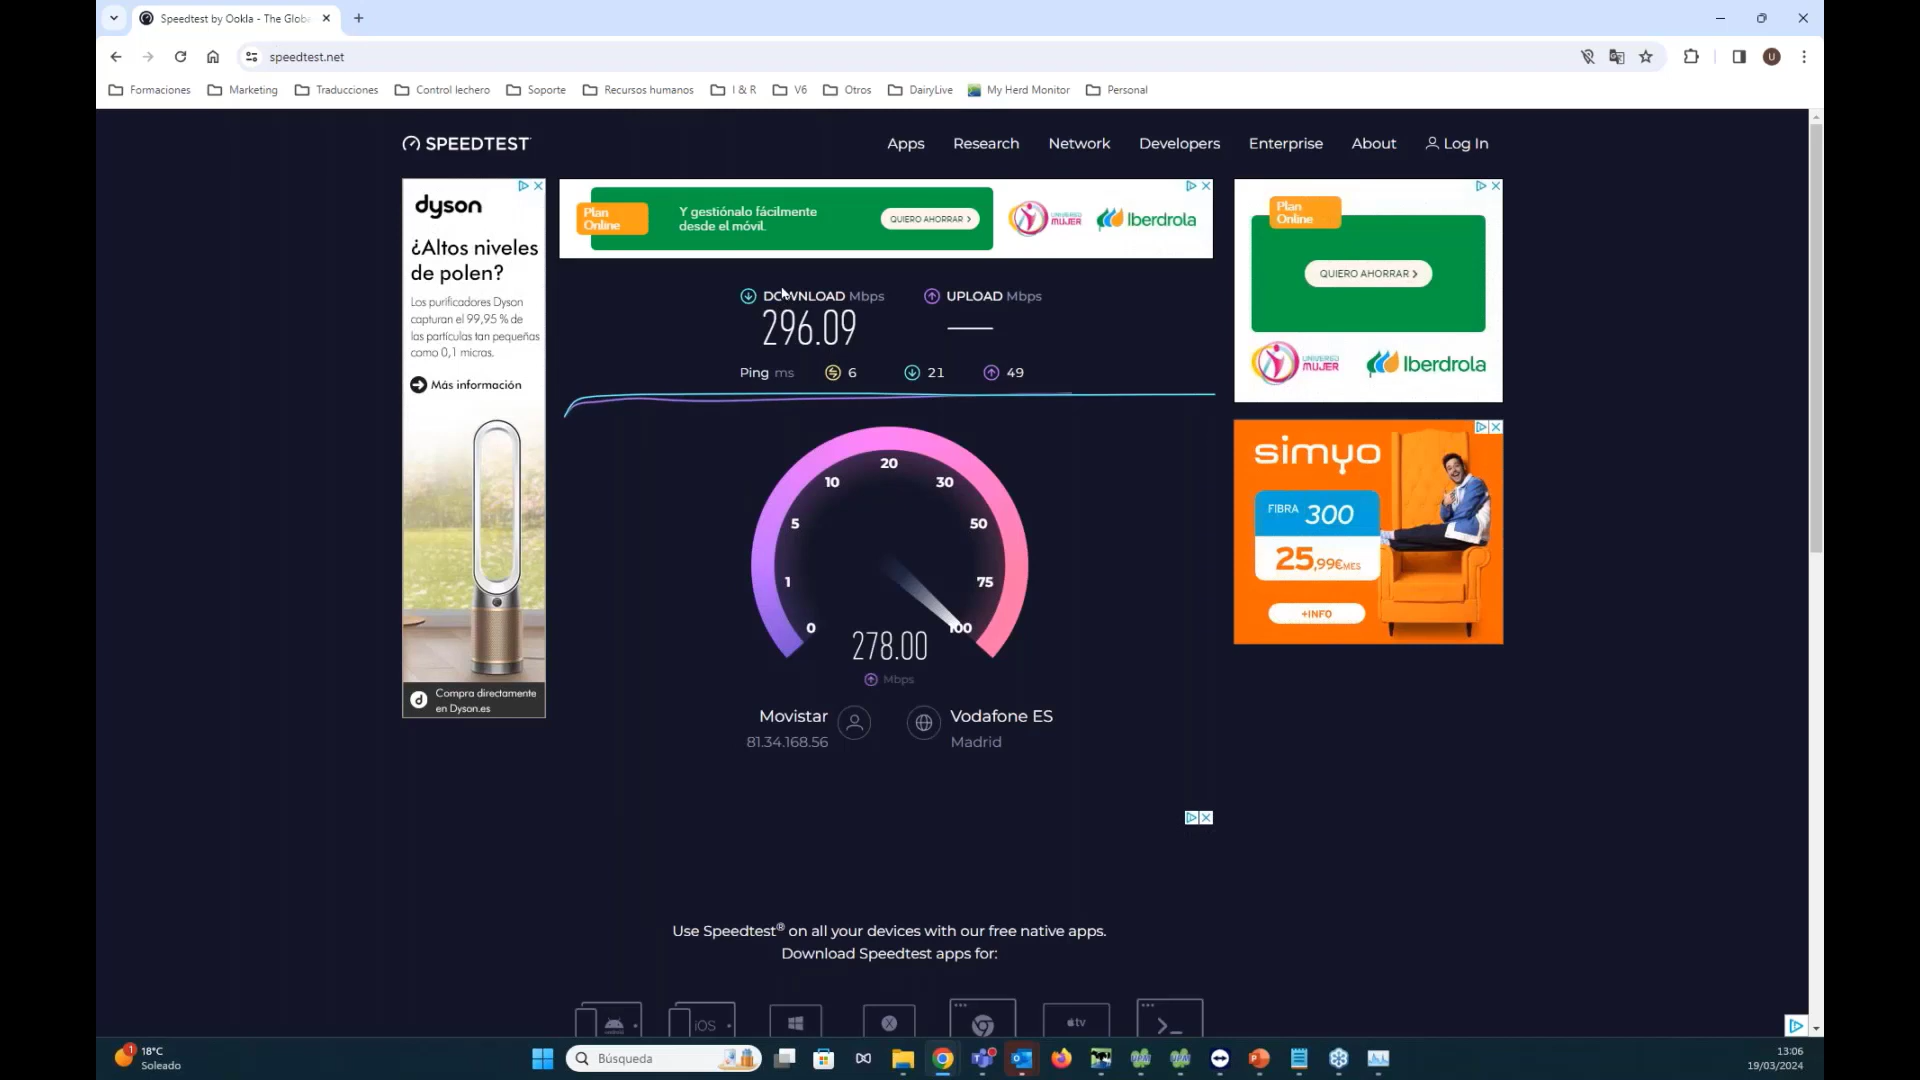 Speedtest by Ookla - The Globa
speedtest.net
U
Formaciones
Marketing
Traducciones
Control lechero
Soporte
Recursos humanos
I & R
V6
Otros
DairyLive
My Herd Monitor
Personal
SPEEDTEST
Apps
Research
Network
Developers
Enterprise
About
Log In
dyson
¿Altos niveles
de polen?
Los purificadores Dyson
capturan el 99,95 % de
las partículas tan pequeñas
como 0,1 micras.
Más información
Compra directamente
en Dyson.es
Plan
Online
Y gestiónalo fácilmente
desde el móvil.
QUIERO AHORRAR
UNIVERSO
MUJER
Iberdrola
Plan
Online
QUIERO AHORRAR
UNIVERSO
MUJER
Iberdrola
DOWNLOAD Mbps
UPLOAD Mbps
296.09
Ping ms
6
21
49
0
1
5
10
20
30
50
75
100
278.00
Mbps
Movistar
81.34.168.56
Vodafone ES
Madrid
simyo
FIBRA 300
25,99€MES
+INFO
Use Speedtest® on all your devices with our free native apps.
Download Speedtest apps for:
iOS
tv
1
18°C
Soleado
Búsqueda
13:06
19/03/2024